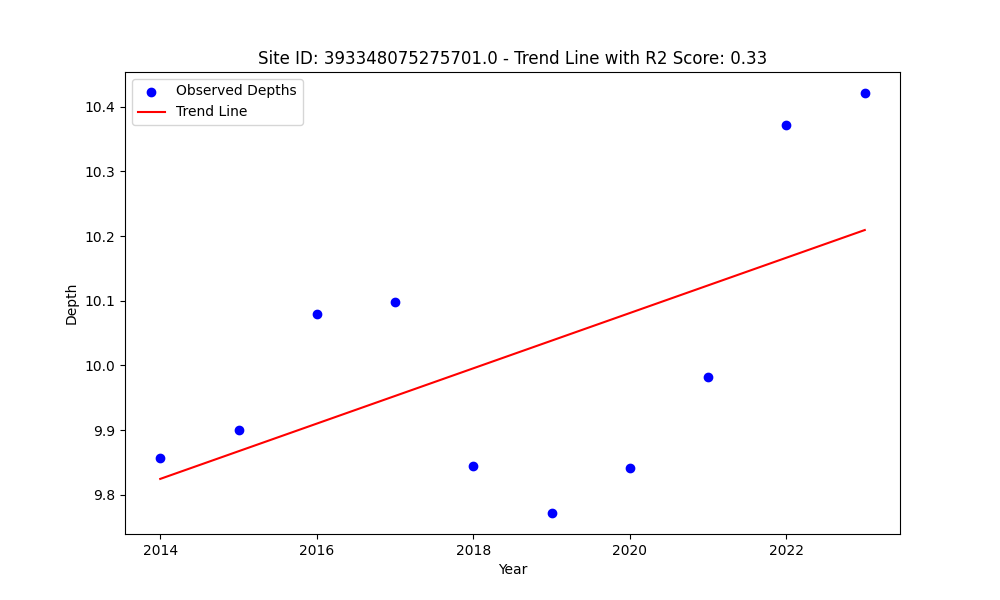 Site ID: 393348075275701.0 - Trend Line with R2 Score: 0.33
Observed Depths
Trend Line
10.4
10.3
10.2
10.1
10.0
9.9
9.8
Depth
2014
2016
2018
2020
2022
Year